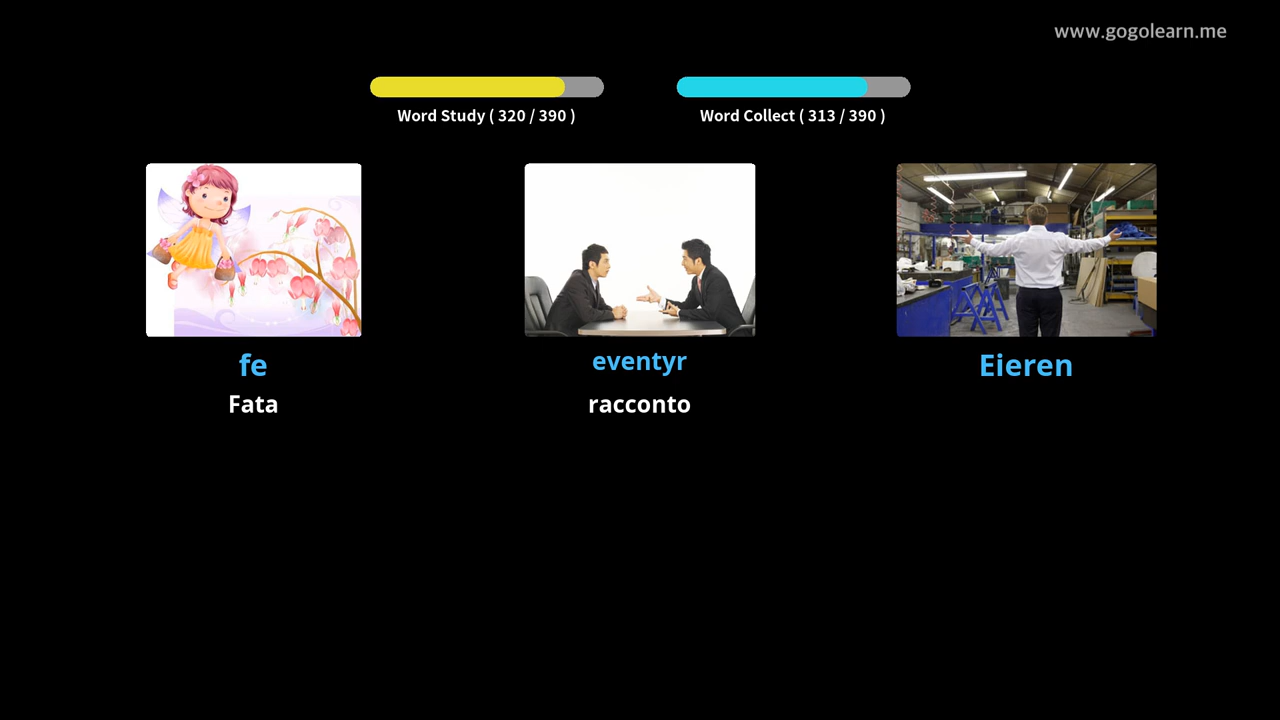 www.gogolearn.me
Word Study ( 320 / 390 )
Word Collect ( 313 / 390 )
fe
eventyr
Eieren
Fata
racconto